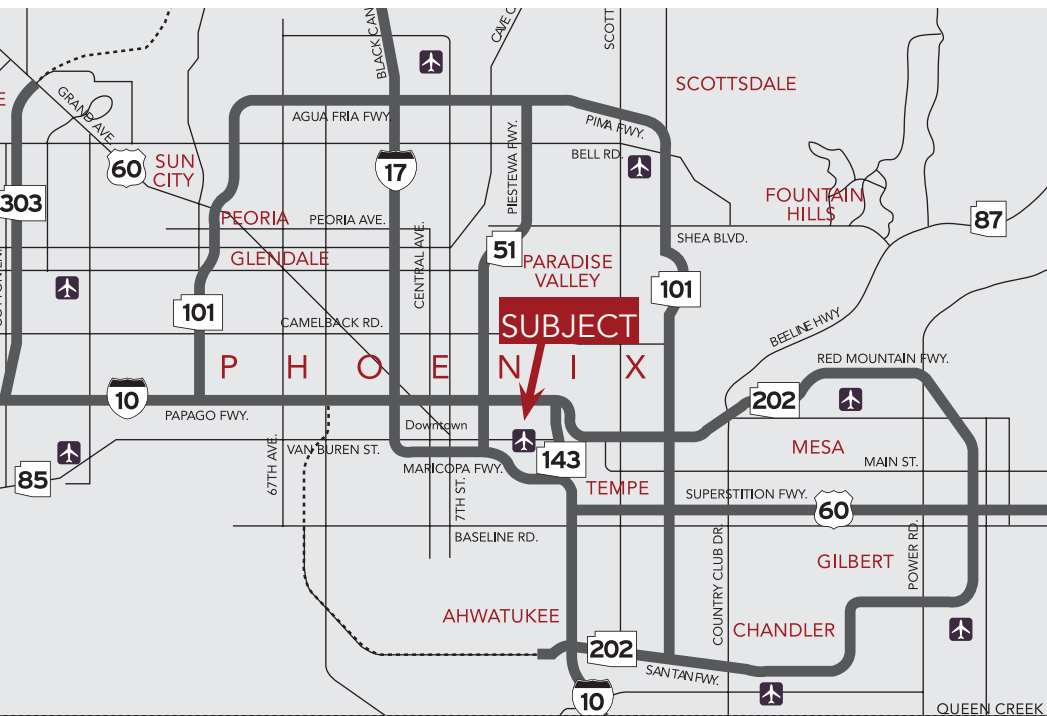 BLACK CAN
CAVE C
SCOTT
SCOTTSDALE
E
GRAND AVE.
AGUA FRIA FWY.
PIMA FWY.
BELL RD.
60
SUN
CITY
17
PIESTEWA FWY.
303
FOUNTAIN
HILLS
87
PEORIA
PEORIA AVE.
CENTRAL AVE.
SHEA BLVD.
GLENDALE
51
PARADISE
VALLEY
101
101
CAMELBACK RD.
SUBJECT
BEELINE HWY
RED MOUNTAIN FWY.
PHOENIX
10
PAPAGO FWY.
202
Downtown
67TH AVE.
VAN BUREN ST.
MARICOPA FWY.
143
MESA
MAIN ST.
85
7TH ST.
TEMPE
SUPERSTITION FWY.
60
BASELINE RD.
COUNTRY CLUB DR.
GILBERT
POWER RD.
AHWATUKEE
CHANDLER
202
SANTAN FWY.
10
QUEEN CREEK